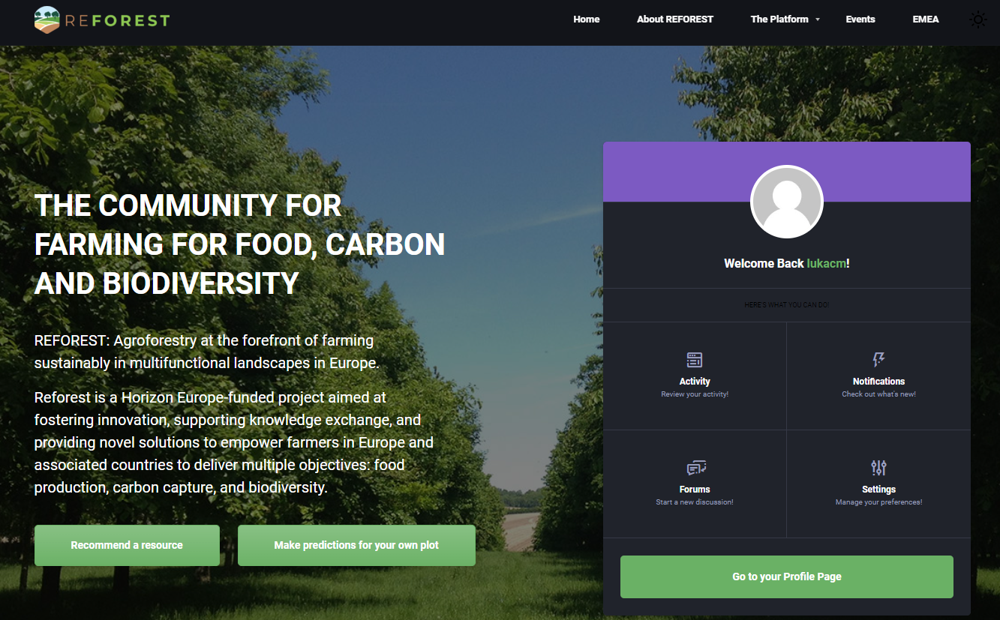 REFOREST
Home
About REFOREST
The Platform
Events
EMEA
THE COMMUNITY FOR
FARMING FOR FOOD, CARBON
AND BIODIVERSITY
REFOREST: Agroforestry at the forefront of farming
sustainably in multifunctional landscapes in Europe.
Reforest is a Horizon Europe-funded project aimed at
fostering innovation, supporting knowledge exchange, and
providing novel solutions to empower farmers in Europe and
associated countries to deliver multiple objectives: food
production, carbon capture, and biodiversity.
Recommend a resource
Make predictions for your own plot
Welcome Back lukacm!
HERE'S WHAT YOU CAN DO!
Activity
Review your activity!
Notifications
Check out what's new!
Forums
Start a new discussion!
Settings
Manage your preferences!
Go to your Profile Page